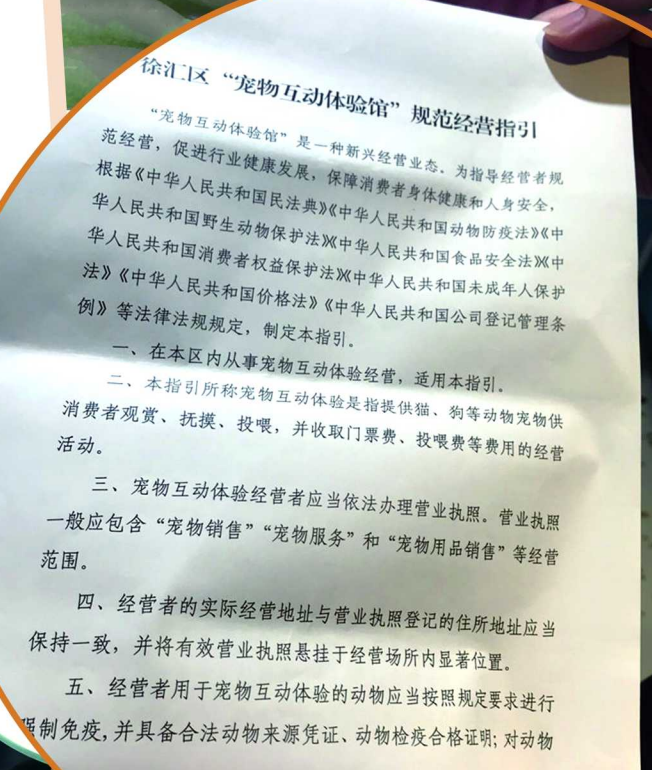 徐汇区“宠物互动体验馆”规范经营指引
“宠物互动体验馆”是一种新兴经营业态。为指导经营者规
范经营，促进行业健康发展，保障消费者身体健康和人身安全，
根据《中华人民共和国民法典》《中华人民共和国动物防疫法》《中
华人民共和国野生动物保护法》《中华人民共和国食品安全法》《中
华人民共和国消费者权益保护法》《中华人民共和国未成年人保护
法》《中华人民共和国价格法》《中华人民共和国公司登记管理条
例》等法律法规规定，制定本指引。
一、在本区内从事宠物互动体验经营，适用本指引。
二、本指引所称宠物互动体验是指提供猫、狗等动物宠物供
消费者观赏、抚摸、投喂，并收取门票费、投喂费等费用的经营
活动。
三、宠物互动体验经营者应当依法办理营业执照。营业执照
一般应包含“宠物销售”“宠物服务”和“宠物用品销售”等经营
范围。
四、经营者的实际经营地址与营业执照登记的住所地址应当
保持一致，并将有效营业执照悬挂于经营场所内显著位置。
五、经营者用于宠物互动体验的动物应当按照规定要求进行
强制免疫，并具备合法动物来源凭证、动物检疫合格证明；对动物